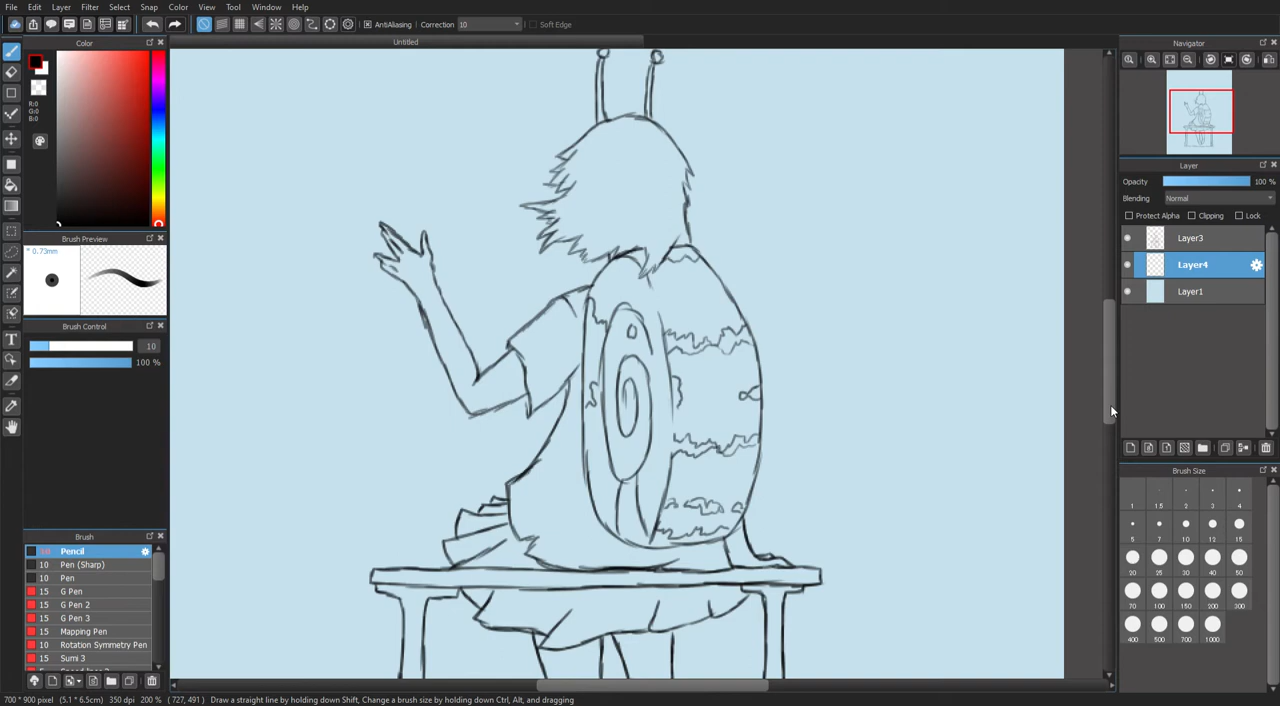 File Edit Layer Filter Select Snap Color View Tool Window Help
AntiAliasing Correction 10 Soft Edge
Color
Untitled
Navigator
R:0
G:0
B:0
Layer
Opacity 100 %
Blending Normal
Protect Alpha Clipping Lock
Layer3
Layer4
Layer1
Brush Preview
* 0.73mm
Brush Control
10
100 %
Brush Size
1 1.5 2 3 4
5 7 10 12 15
20 25 30 40 50
70 100 150 200 300
400 500 700 1000
Brush
10 Pencil
10 Pen (Sharp)
10 Pen
15 G Pen
15 G Pen 2
15 G Pen 3
15 Mapping Pen
10 Rotation Symmetry Pen
15 Sumi 3
700 * 900 pixel (5.1 * 6.5cm) 350 dpi 200 % ( 727, 491 ) Draw a straight line by holding down Shift, Change a brush size by holding down Ctrl, Alt, and dragging